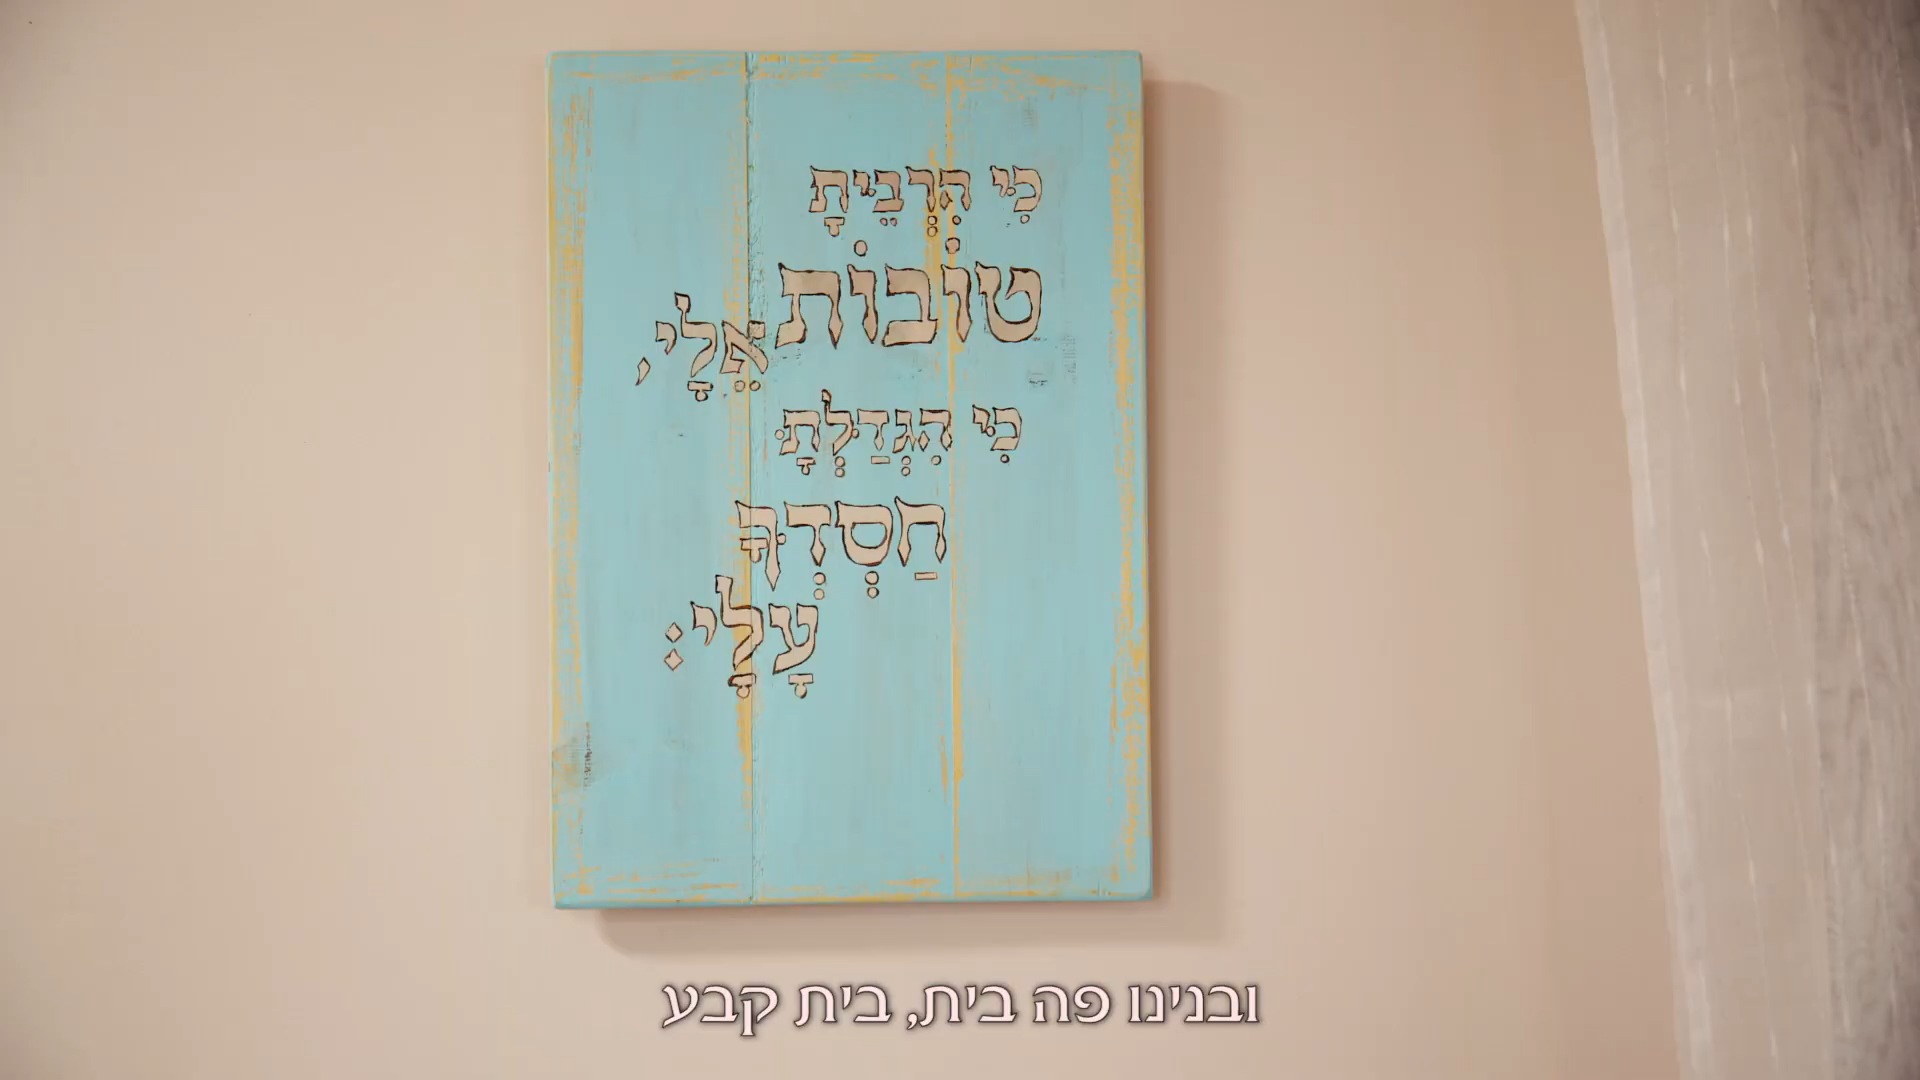 כִּי הִרְבֵּיתָ
טוֹבוֹת אֵלַי,
כִּי הִגְדַּלְתָּ
חַסְדְּךָ
עָלַי:
ובנינו פה בית, בית קבע